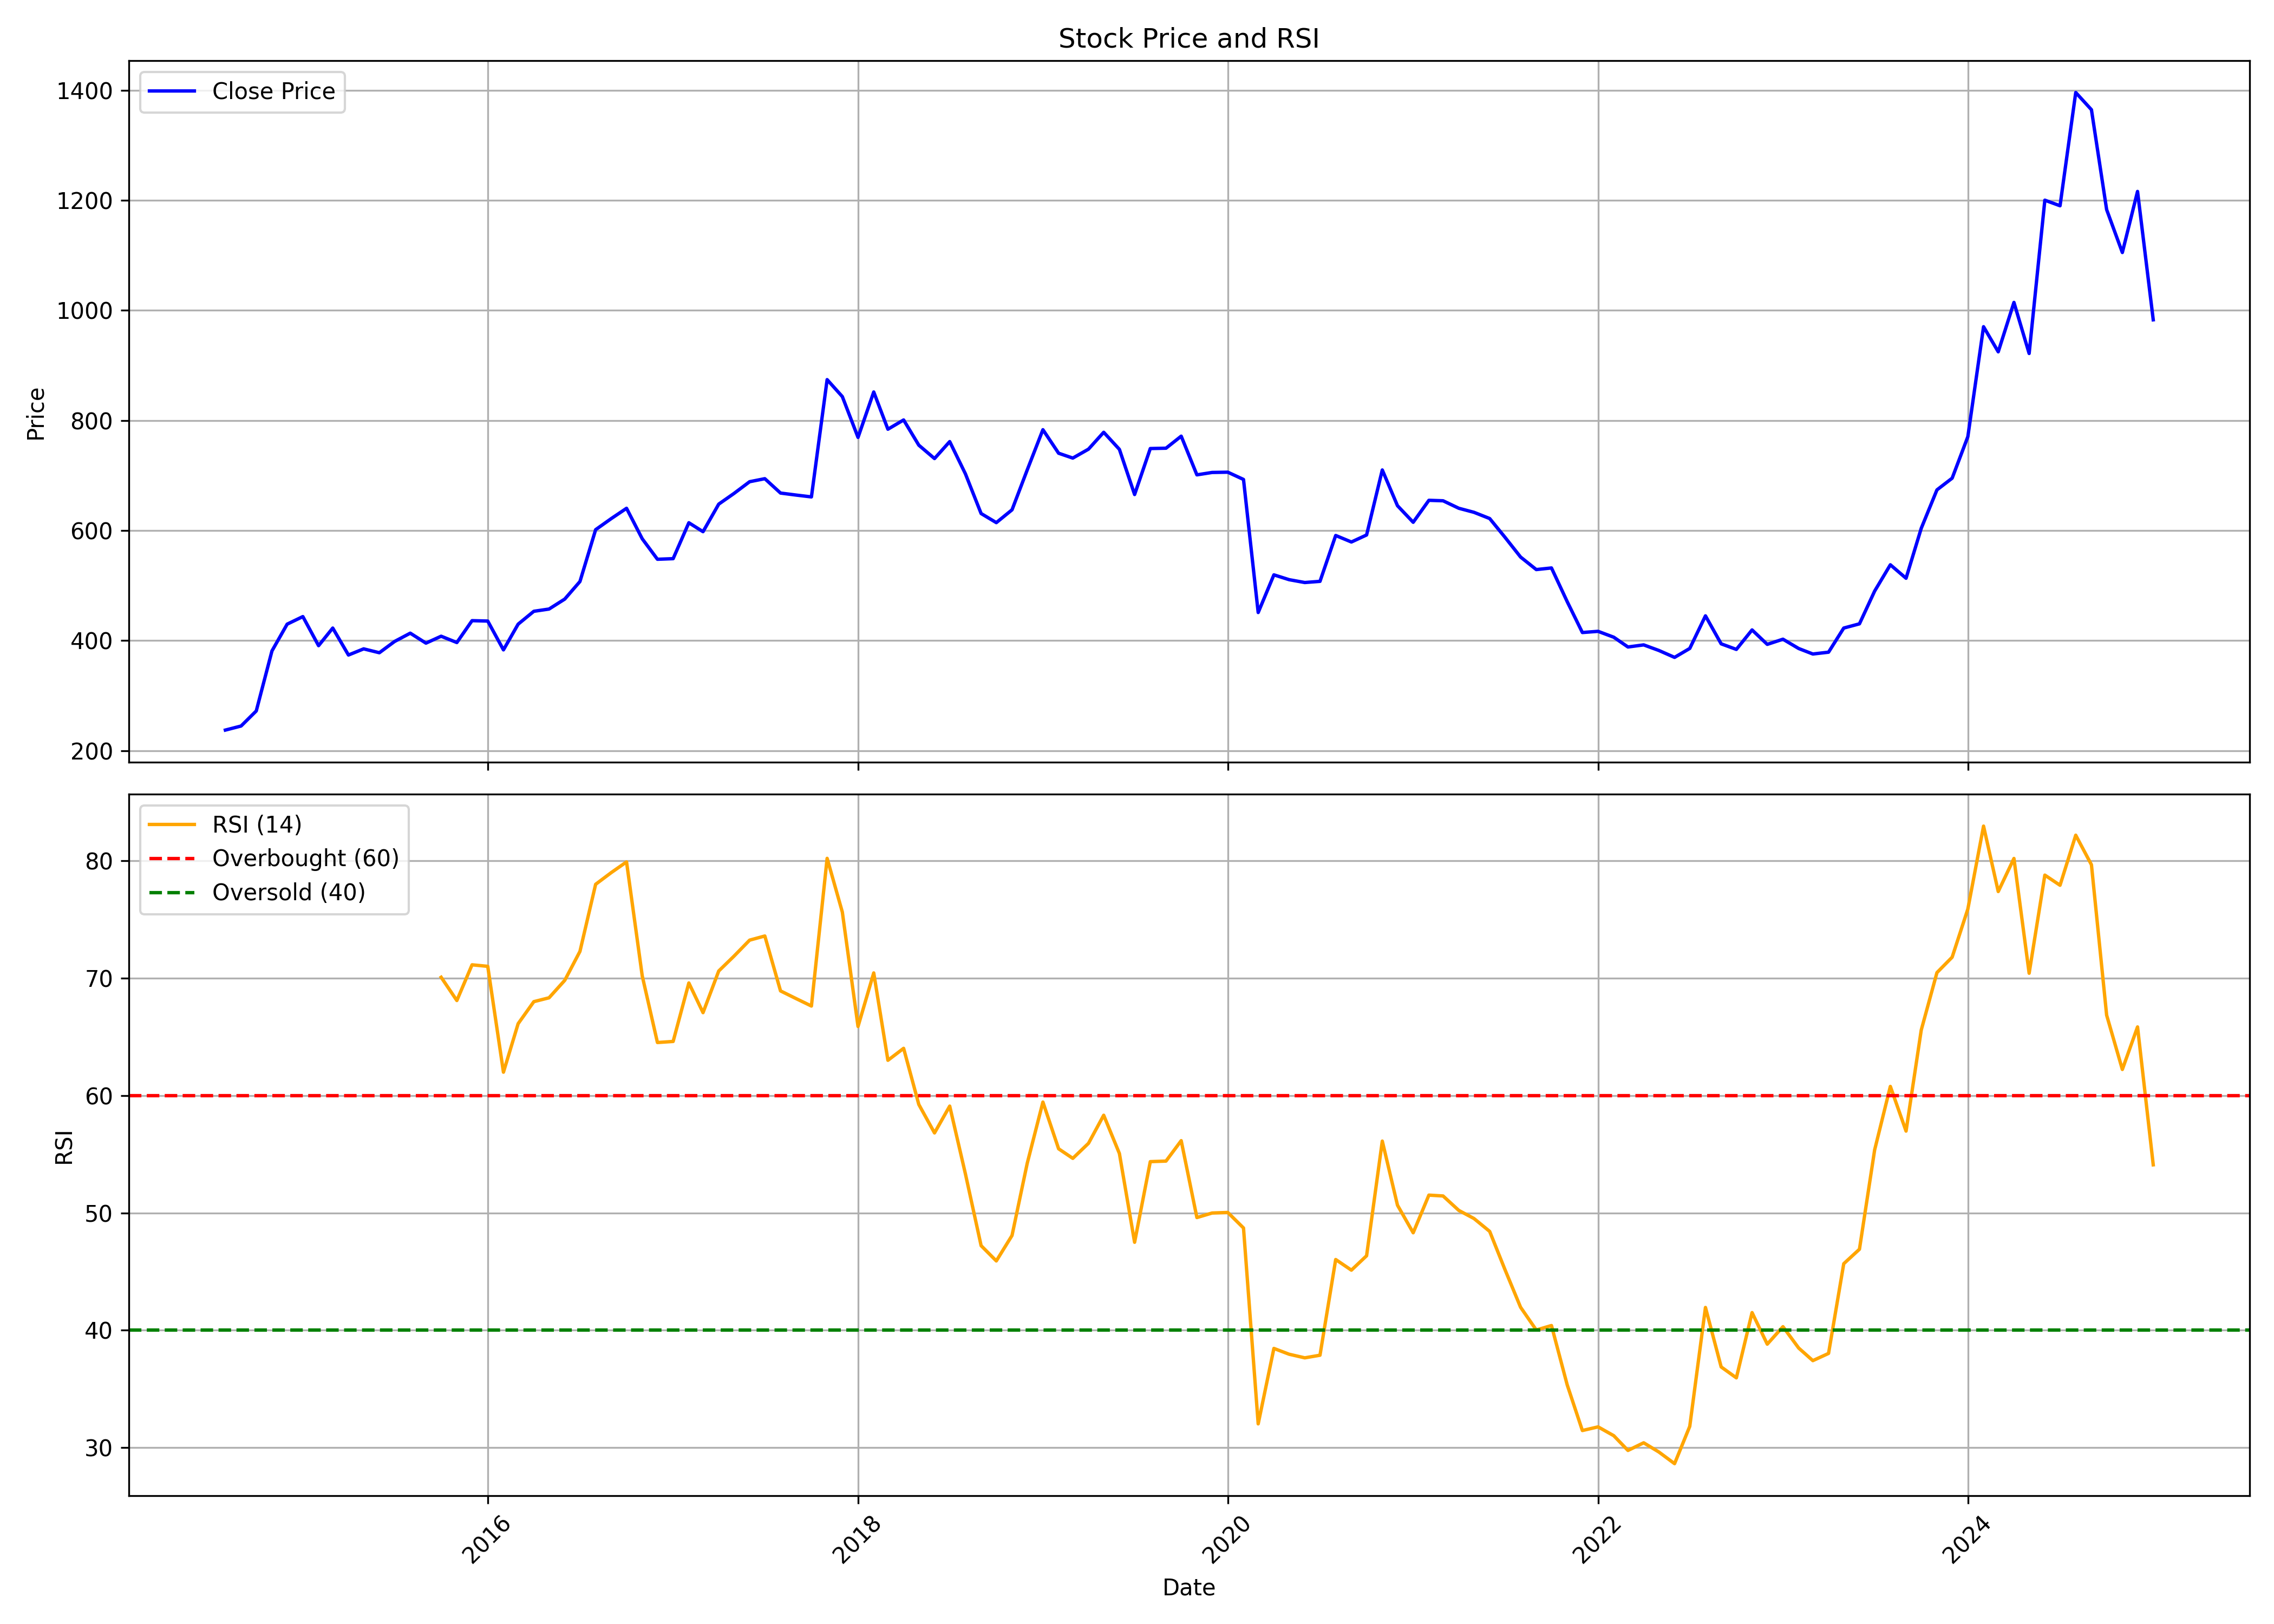 Stock Price and RSI
Close Price
1400
1200
1000
800
600
400
200
Price
RSI (14)
Overbought (60)
Oversold (40)
80
70
60
50
40
30
RSI
2016
2018
2020
2022
2024
Date